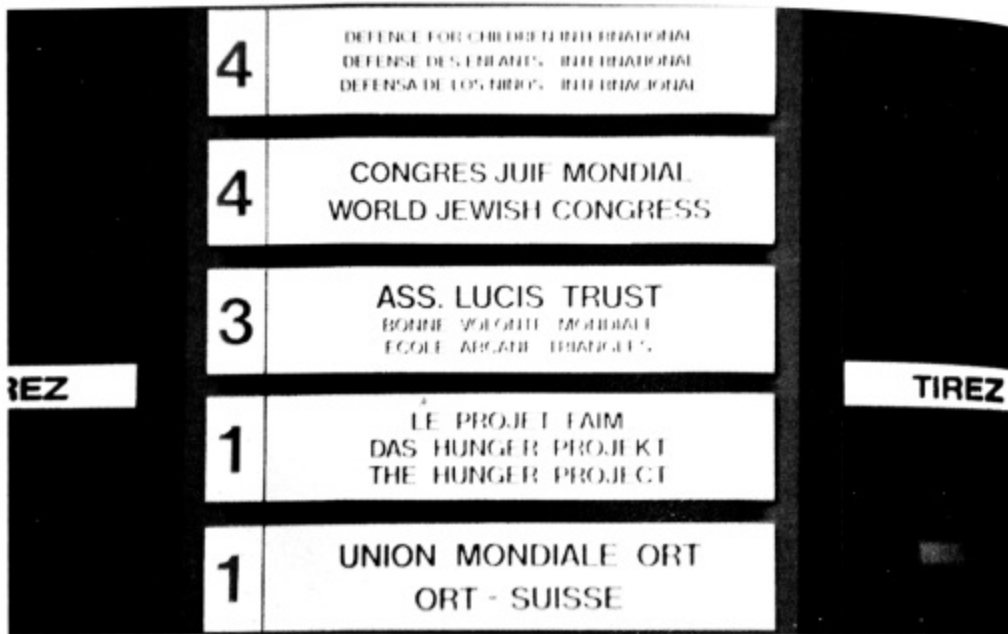 4
DEFENCE FOR CHILDREN INTERNATIONAL
DEFENSE DES ENFANTS INTERNATIONAL
DEFENSA DE LOS NIÑOS INTERNACIONAL
4
CONGRES JUIF MONDIAL
WORLD JEWISH CONGRESS
3
ASS. LUCIS TRUST
BONNE VOLONTE MONDIALE
ECOLE ARCANE TRIANGLES
REZ
TIREZ
1
LE PROJET FAIM
DAS HUNGER PROJEKT
THE HUNGER PROJECT
1
UNION MONDIALE ORT
ORT - SUISSE